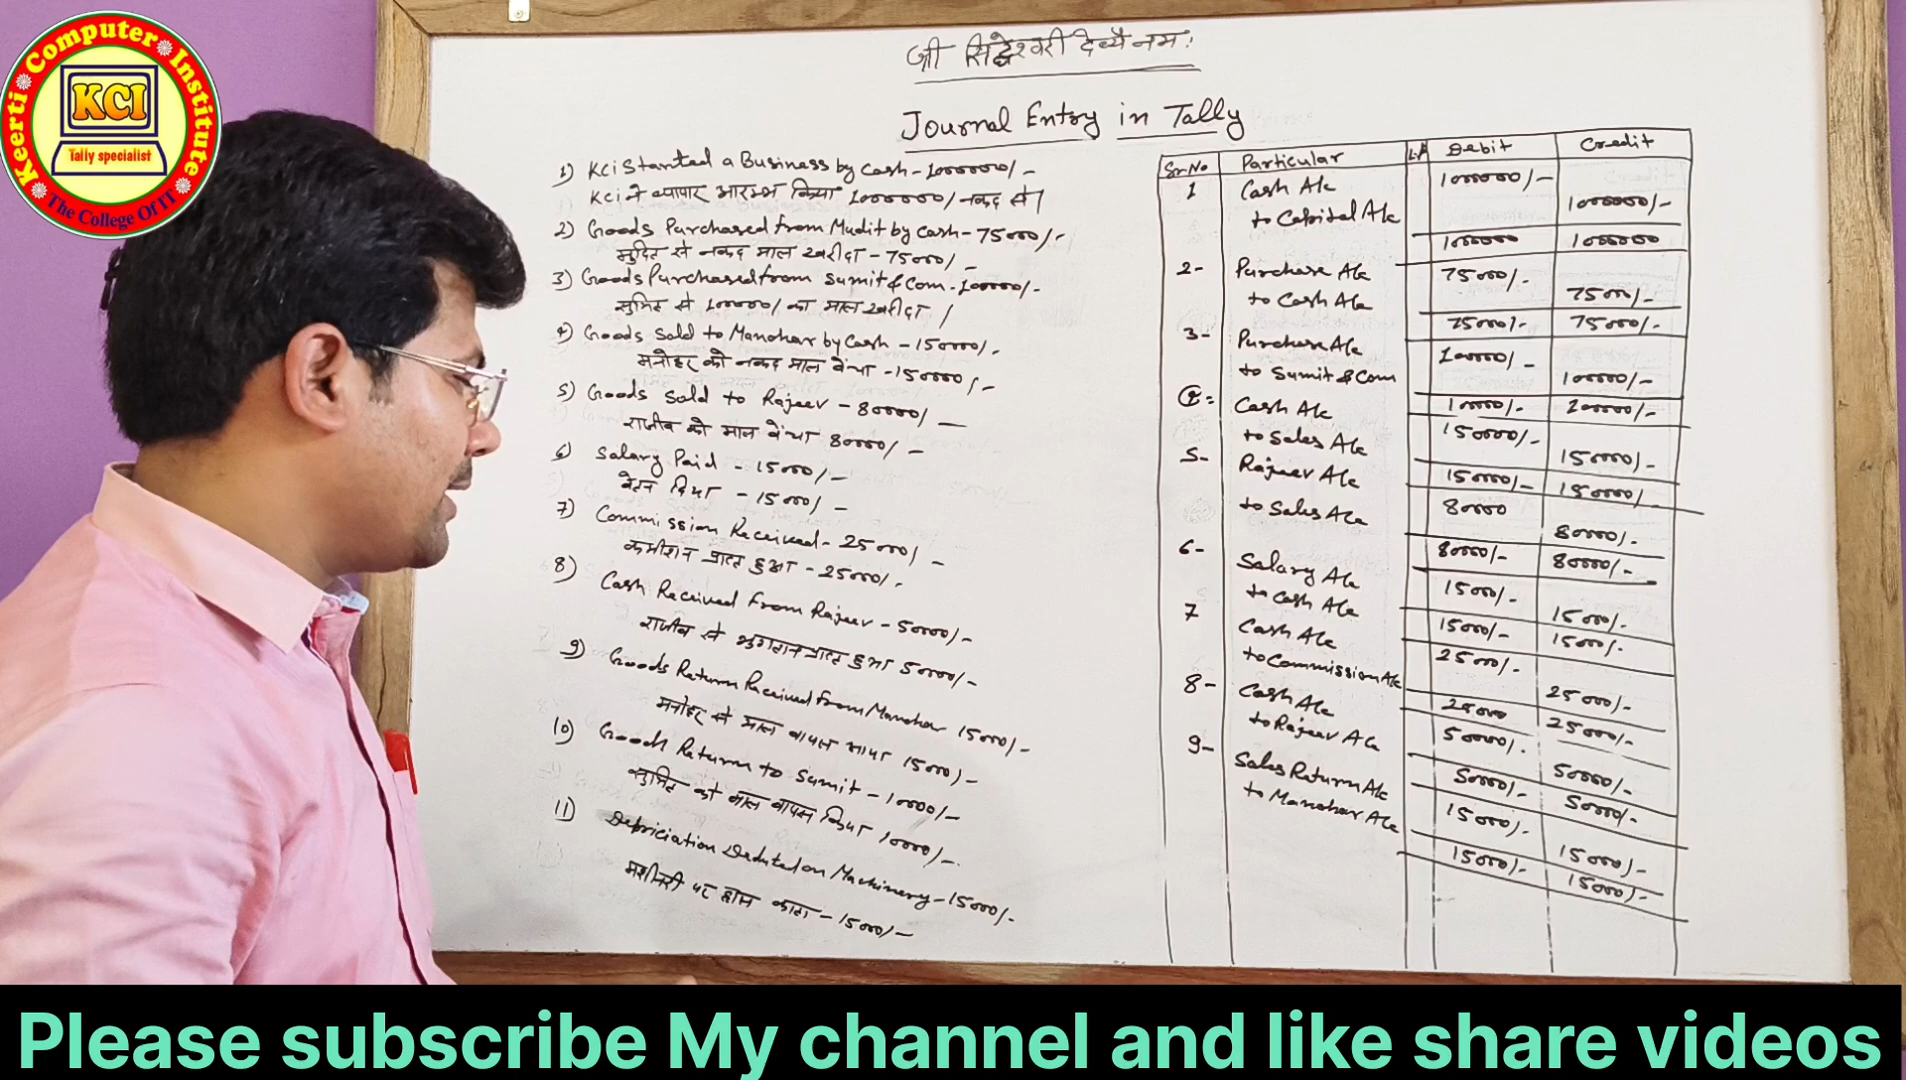 Keerti Computer Institute
KCI
Tally specialist
The College Of IT
श्री सिद्धेश्वरी देव्यै नमः
Journal Entry in Tally
1) Kci Started a Business by Cash - 1000000/-
Kci ने व्यापार आरम्भ किया 1000000/ नकद से।
2) Goods Purchased from Mudit by Cash - 75000/-
मुदित से नकद माल खरीदा - 75000/-
3) Goods Purchased from Sumit & Com. - 100000/-
सुमित से 100000/ का माल खरीदा /
4) Goods Sold to Manohar by Cash - 150000/-
मनोहर को नकद माल बेंचा - 150000/-
5) Goods Sold to Rajeev - 80000/-
राजीव को माल बेंचा 80000/-
6) Salary Paid - 15000/-
वेतन दिया - 15000/-
7) Commission Received - 25000/-
कमीशन प्राप्त हुआ - 25000/-
8) Cash Received from Rajeev - 50000/-
राजीव से भुगतान प्राप्त हुआ 50000/-
9) Goods Return Received from Manohar 15000/-
मनोहर से माल वापस आया 15000/-
10) Goods Return to Sumit - 10000/-
सुमित को माल वापस किया 10000/-
11) Depriciation Deducted on Machinery - 15000/-
मशीनरी पर ह्रास काटा - 15000/-
Sr.No Particular L.F Debit Credit
1 Cash A/c 1000000/-
to Capital A/c 1000000/-
1000000 1000000
2- Purchase A/c 75000/-
to Cash A/c 75000/-
75000/- 75000/-
3- Purchase A/c 100000/-
to Sumit & Com 100000/-
100000/- 200000/-
Cash A/c 150000/-
to Sales A/c 150000/-
150000/- 150000/
5- Rajeev A/c 80000
to Sales A/c 80000/-
80000/- 80000/-
6- Salary A/c 15000/-
to Cash A/c 15000/-
15000/- 15000/-
7 Cash A/c 25000/-
to Commission A/c 25000/-
25000 25000/-
8- Cash A/c 50000/-
to Rajeev A/c 50000/-
50000/- 50000/-
9- Sales Return A/c 15000/-
to Manohar A/c 15000/-
15000/- 15000/-
Please subscribe My channel and like share videos